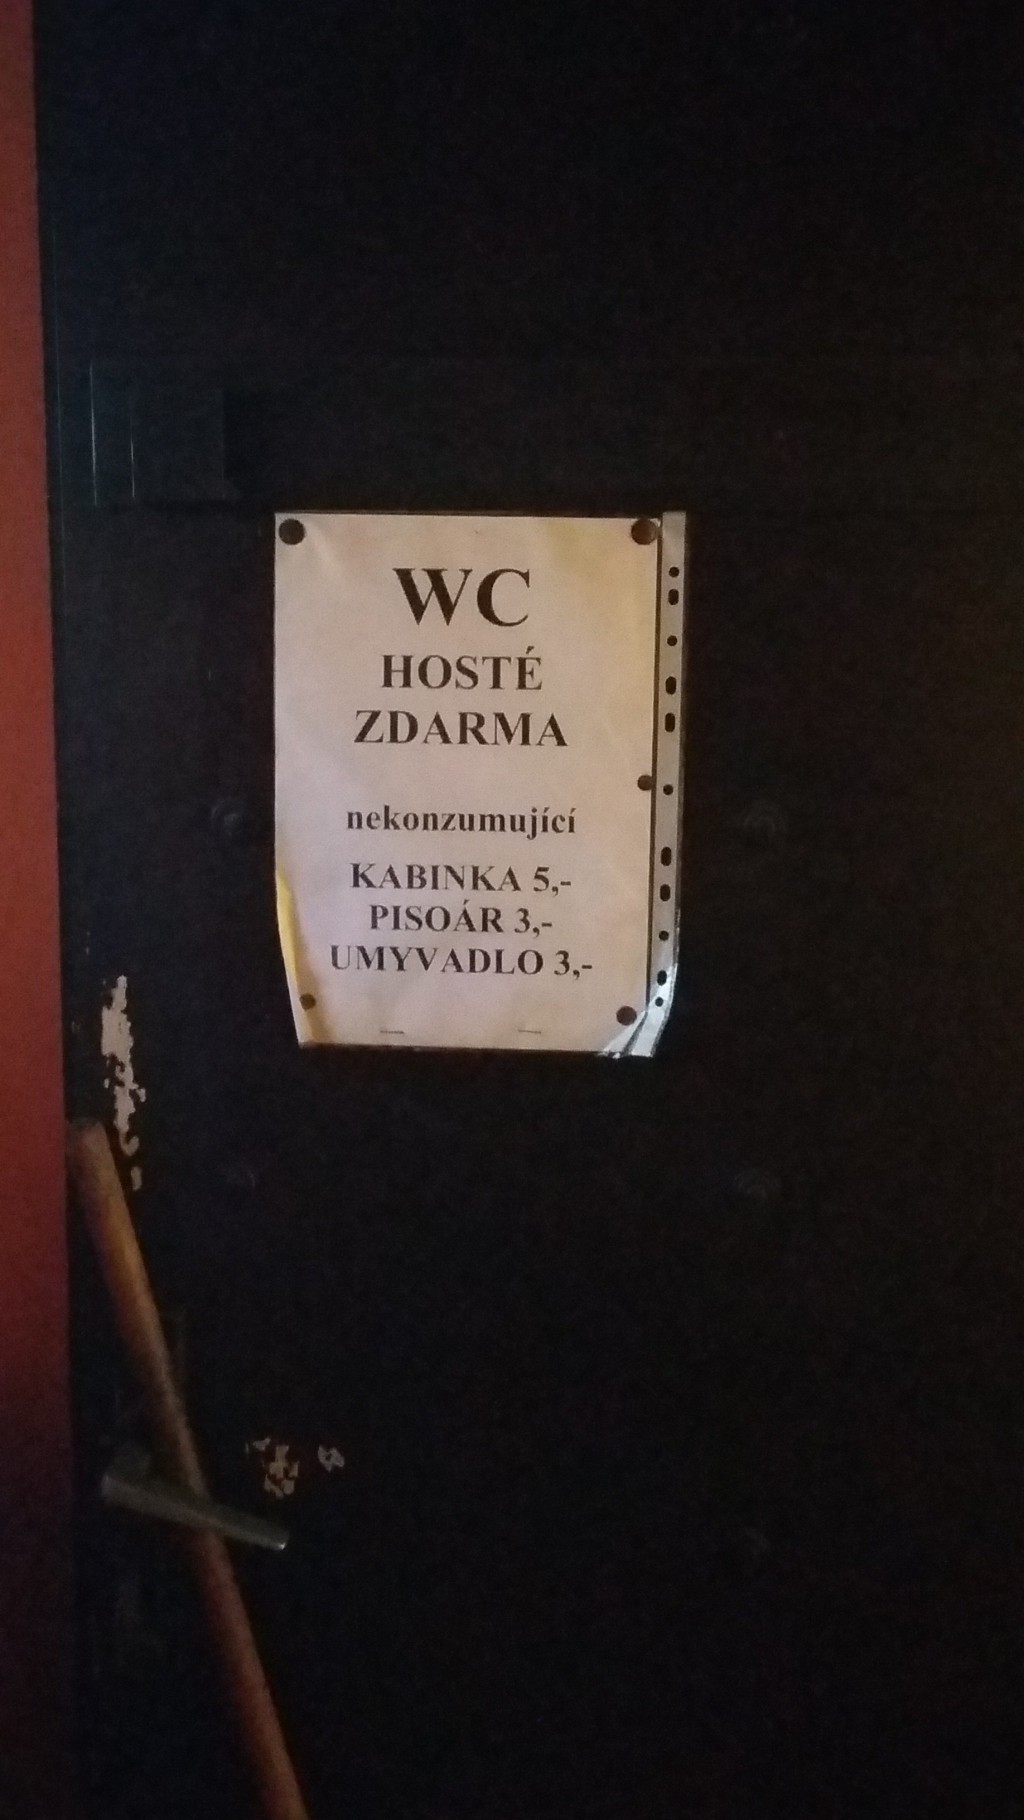 WC
HOSTÉ
ZDARMA
nekonzumující
KABINKA 5,-
PISOÁR 3,-
UMYVADLO 3,-